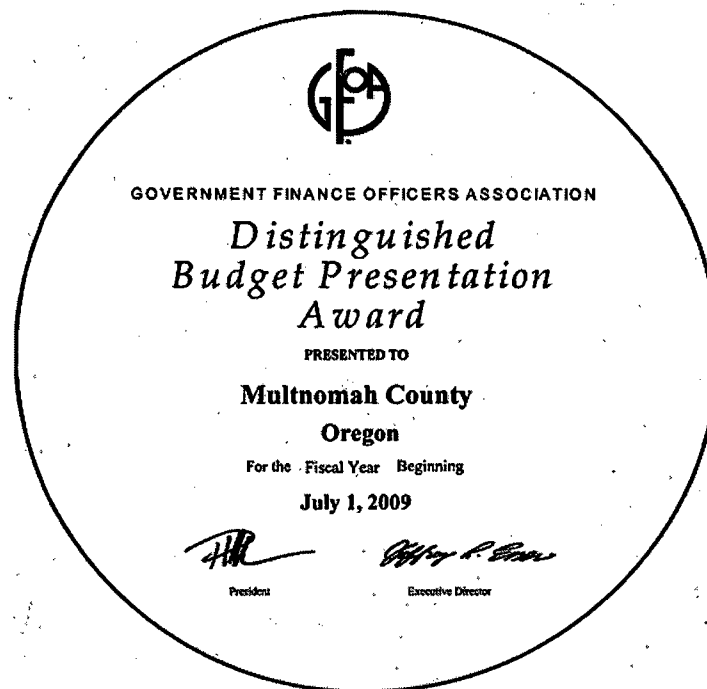 GFOA
GOVERNMENT FINANCE OFFICERS ASSOCIATION
Distinguished
Budget Presentation
Award
PRESENTED TO
Multnomah County
Oregon
For the Fiscal Year Beginning
July 1, 2009
President
Executive Director